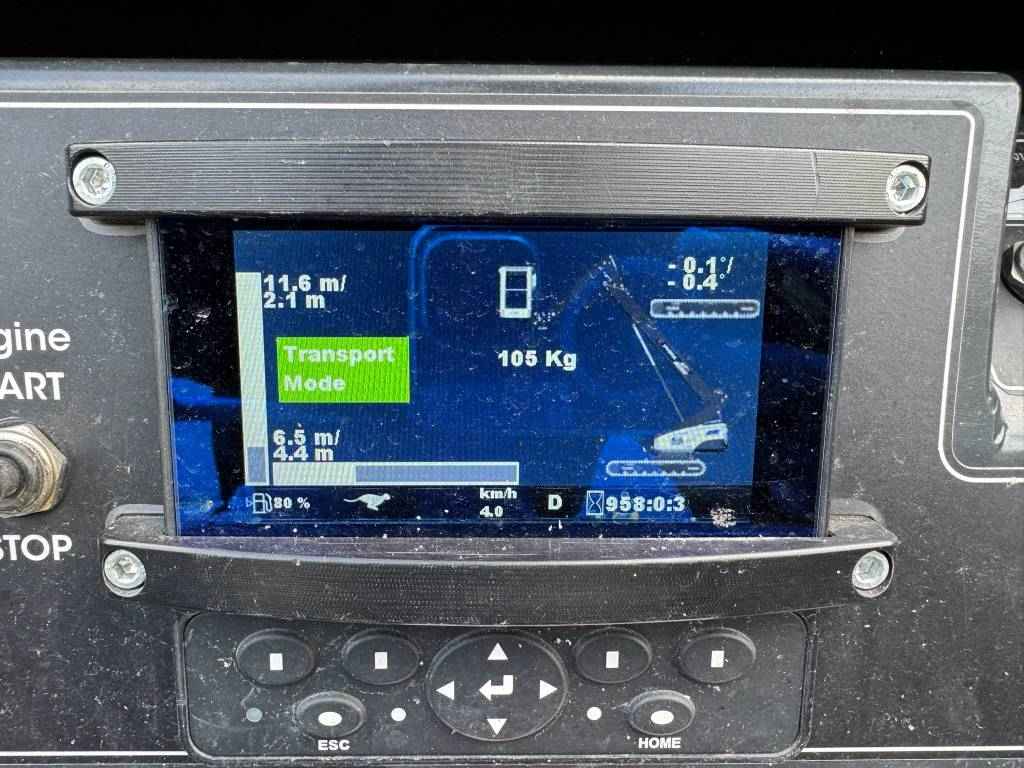 gine
ART
STOP
11.6 m/
2.1 m
- 0.1°/
- 0.4°
Transport
Mode
105 Kg
6.5 m/
4.4 m
80 %
km/h
4.0
D
958:0:3
ESC
HOME